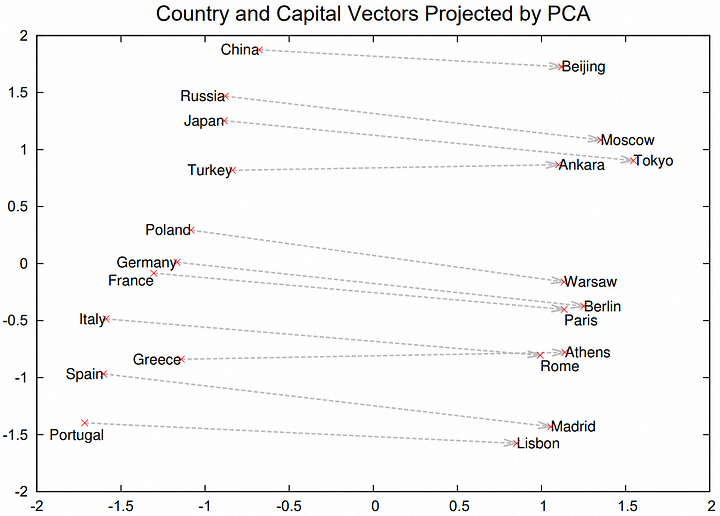 Country and Capital Vectors Projected by PCA
2
China
Beijing
1.5
Russia
Japan
Moscow
1
Tokyo
Turkey
Ankara
0.5
Poland
0
Germany
France
Warsaw
Berlin
-0.5
Italy
Paris
Greece
Athens
Rome
-1
Spain
Madrid
-1.5
Portugal
Lisbon
-2
-2 -1.5 -1 -0.5 0 0.5 1 1.5 2